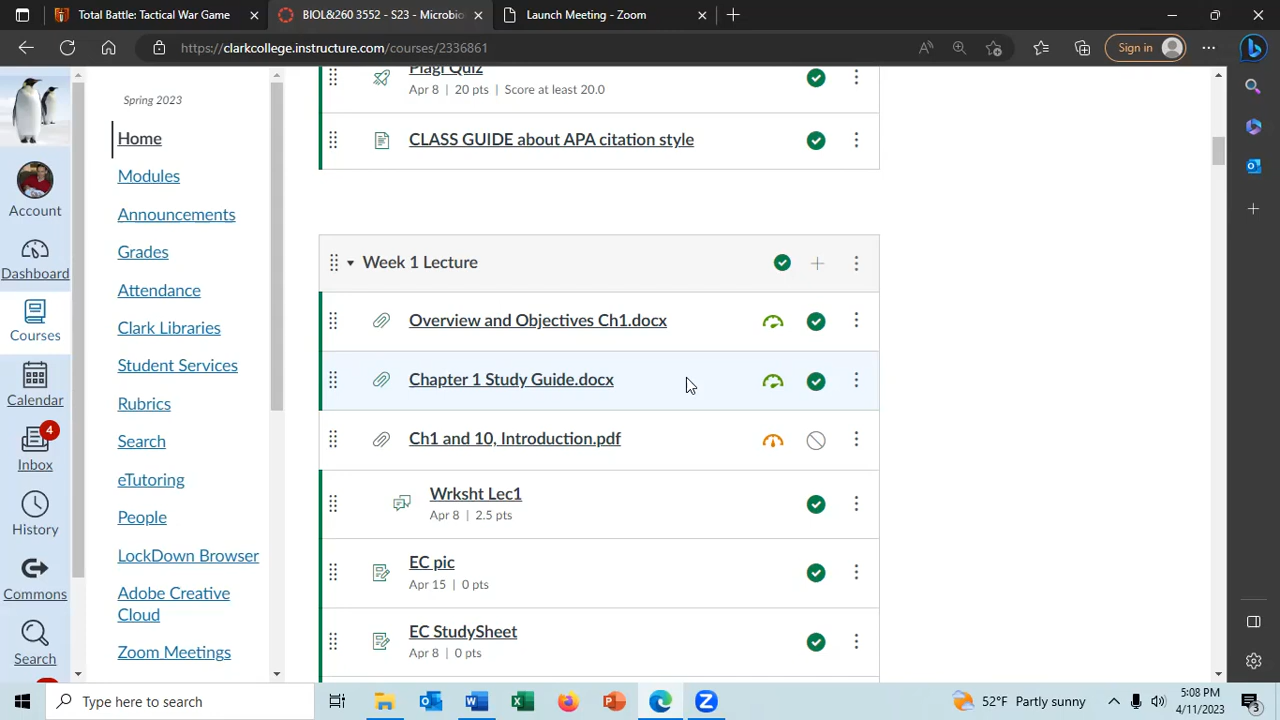 Total Battle: Tactical War Game
BIOL&260 3552 - S23 - Microbio
Launch Meeting - Zoom
https://clarkcollege.instructure.com/courses/2336861
Sign in
Spring 2023
Home
Modules
Announcements
Grades
Attendance
Clark Libraries
Student Services
Rubrics
Search
eTutoring
People
LockDown Browser
Adobe Creative
Cloud
Zoom Meetings
Account
Dashboard
Courses
Calendar
4
Inbox
History
Commons
Search
Plagi Quiz
Apr 8 | 20 pts | Score at least 20.0
CLASS GUIDE about APA citation style
Week 1 Lecture
Overview and Objectives Ch1.docx
Chapter 1 Study Guide.docx
Ch1 and 10, Introduction.pdf
Wrksht Lec1
Apr 8 | 2.5 pts
EC pic
Apr 15 | 0 pts
EC StudySheet
Apr 8 | 0 pts
Type here to search
52°F Partly sunny
5:08 PM
4/11/2023
3